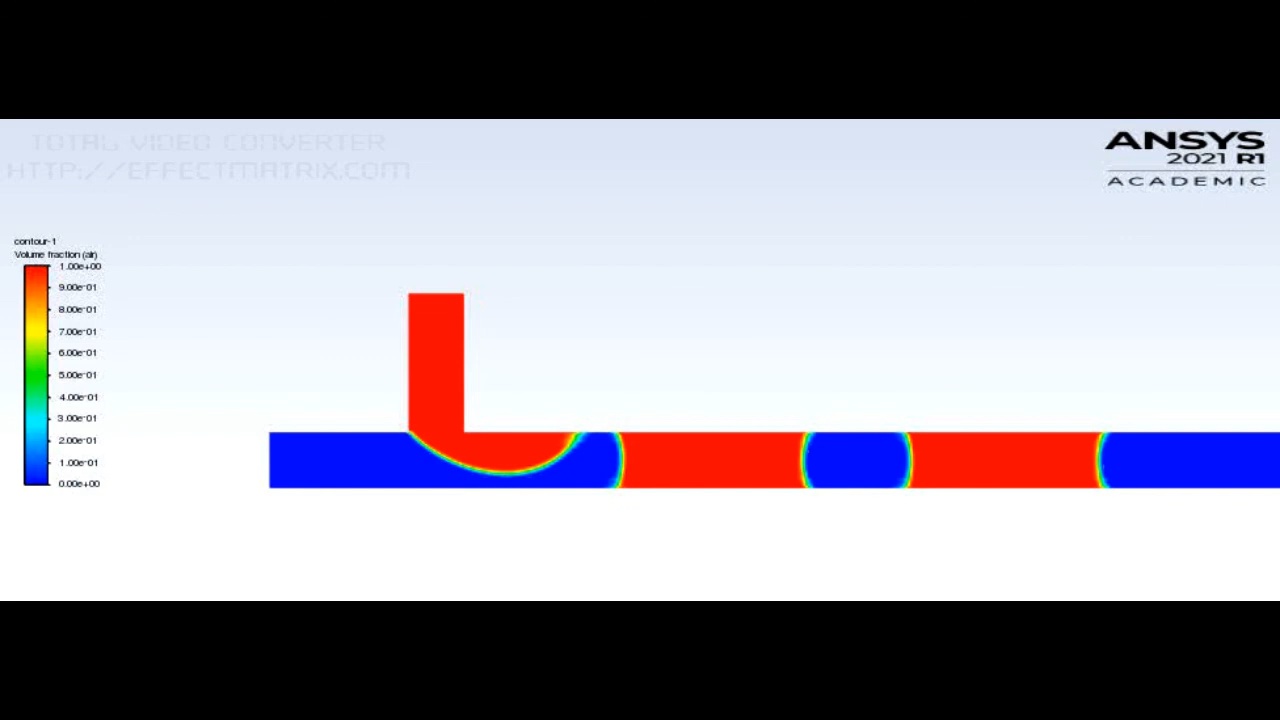 TOTAL VIDEO CONVERTER
HTTP://EFFECTMATRIX.COM
ANSYS
2021 R1
ACADEMIC
contour-1
Volume fraction (air)
1.00e+00
9.00e-01
8.00e-01
7.00e-01
6.00e-01
5.00e-01
4.00e-01
3.00e-01
2.00e-01
1.00e-01
0.00e+00